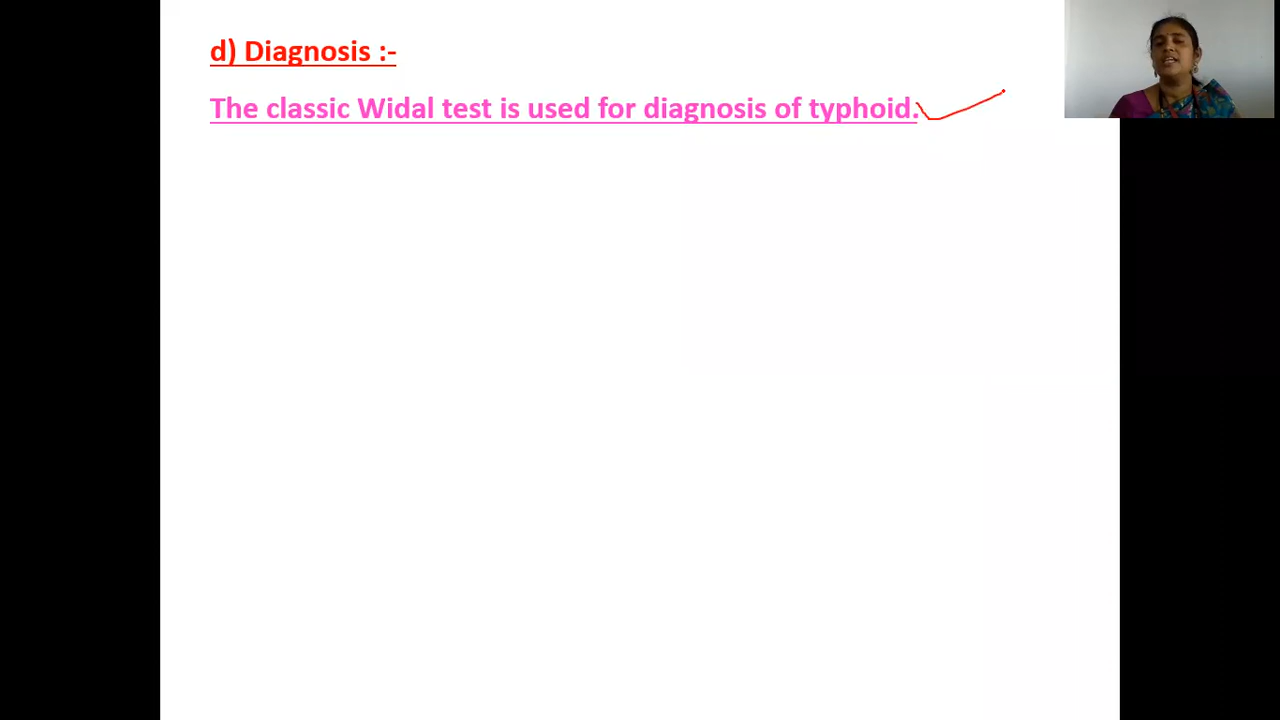 d) Diagnosis :-
The classic Widal test is used for diagnosis of typhoid.